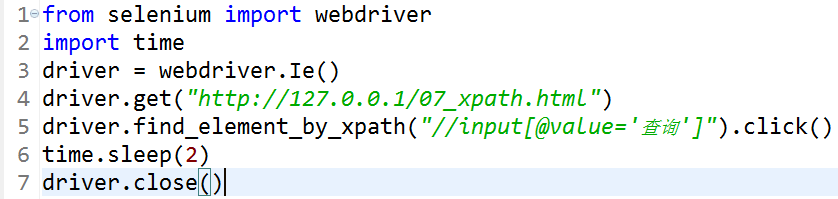 1 from selenium import webdriver
2 import time
3 driver = webdriver.Ie()
4 driver.get("http://127.0.0.1/07_xpath.html")
5 driver.find_element_by_xpath("//input[@value='查询']").click()
6 time.sleep(2)
7 driver.close()